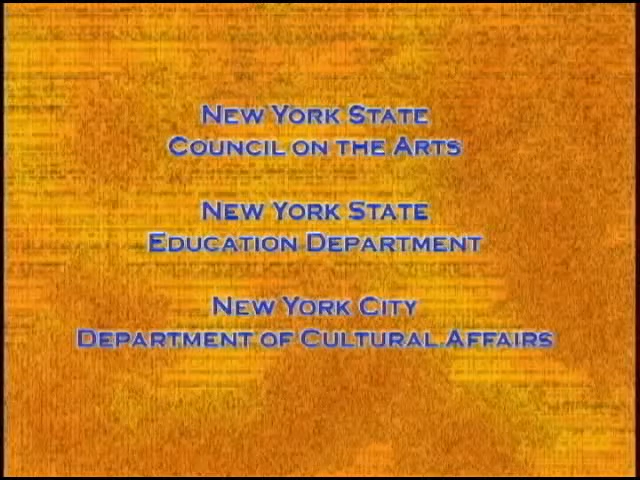 New York State
Council on the Arts
New York State
Education Department
New York City
Department of Cultural Affairs